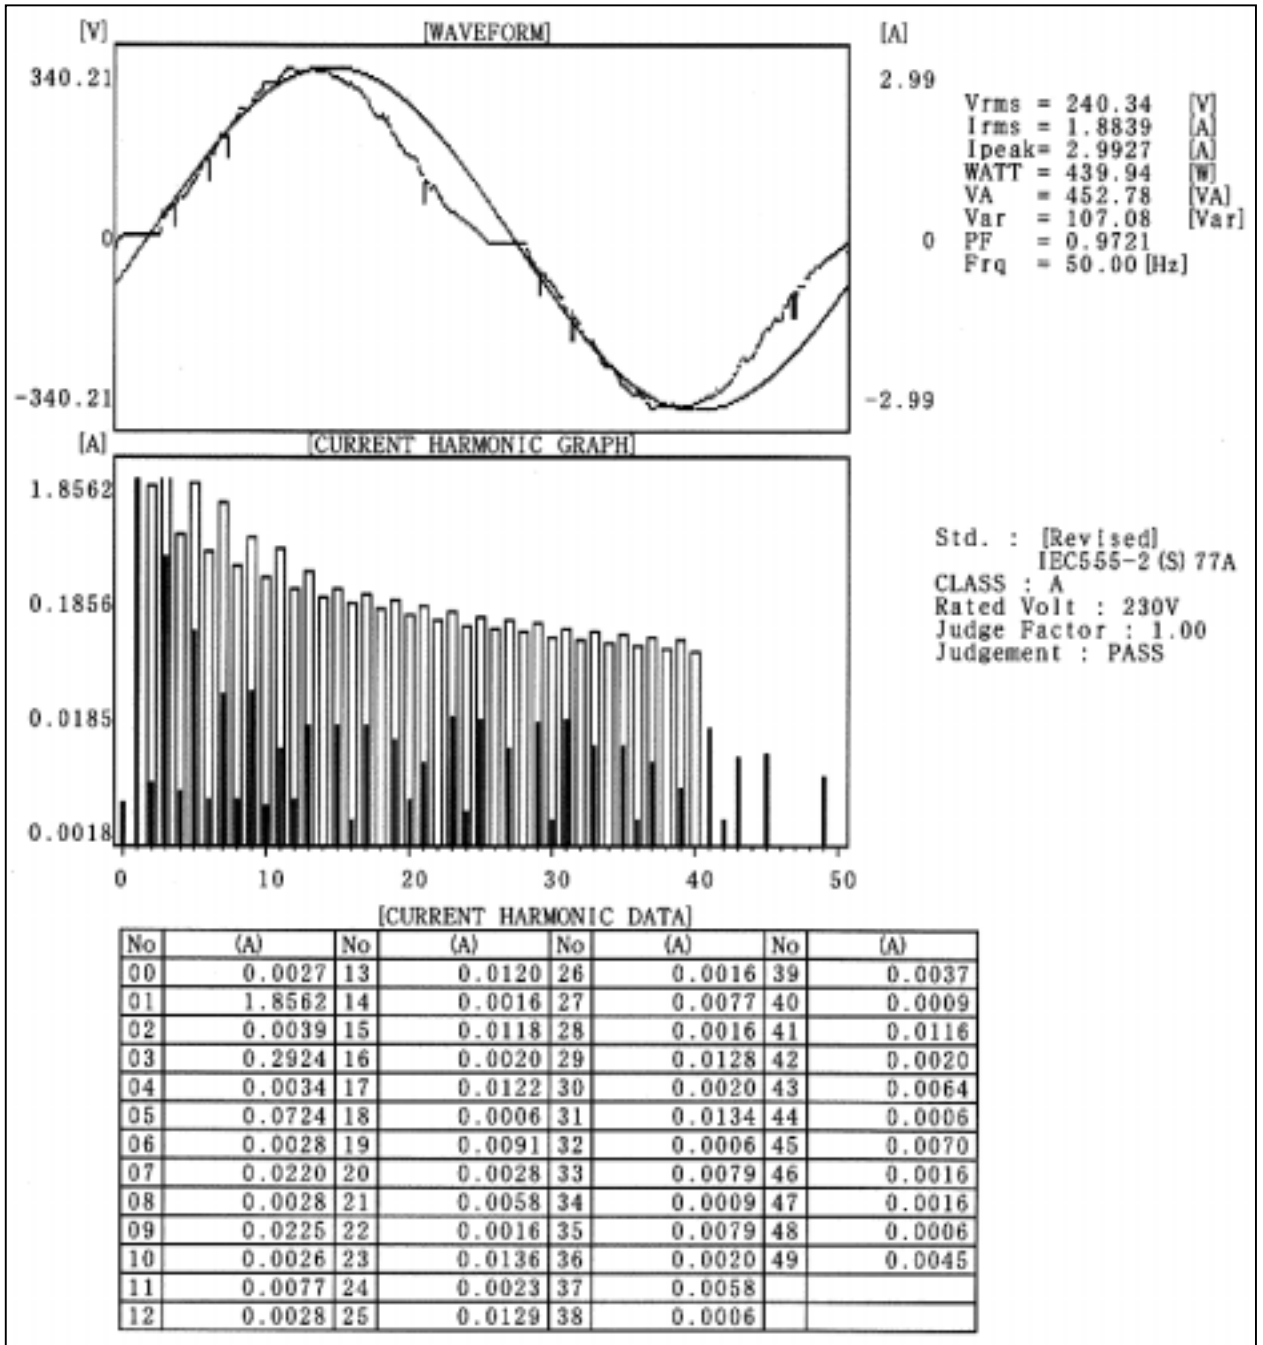 [V] [WAVEFORM] [A]
340.21 2.99
Vrms = 240.34 [V]
Irms = 1.8839 [A]
Ipeak= 2.9927 [A]
WATT = 439.94 [W]
VA = 452.78 [VA]
Var = 107.08 [Var]
0 0 PF = 0.9721
Frq = 50.00 [Hz]
-340.21 -2.99
[A] [CURRENT HARMONIC GRAPH]
1.8562
Std. : [Revised]
IEC555-2(S)77A
CLASS : A
0.1856 Rated Volt : 230V
Judge Factor : 1.00
Judgement : PASS
0.0185
0.0018
0 10 20 30 40 50
[CURRENT HARMONIC DATA]
No (A) No (A) No (A) No (A)
00 0.0027 13 0.0120 26 0.0016 39 0.0037
01 1.8562 14 0.0016 27 0.0077 40 0.0009
02 0.0039 15 0.0118 28 0.0016 41 0.0116
03 0.2924 16 0.0020 29 0.0128 42 0.0020
04 0.0034 17 0.0122 30 0.0020 43 0.0064
05 0.0724 18 0.0006 31 0.0134 44 0.0006
06 0.0028 19 0.0091 32 0.0006 45 0.0070
07 0.0220 20 0.0028 33 0.0079 46 0.0016
08 0.0028 21 0.0058 34 0.0009 47 0.0016
09 0.0225 22 0.0016 35 0.0079 48 0.0006
10 0.0026 23 0.0136 36 0.0020 49 0.0045
11 0.0077 24 0.0023 37 0.0058
12 0.0028 25 0.0129 38 0.0006